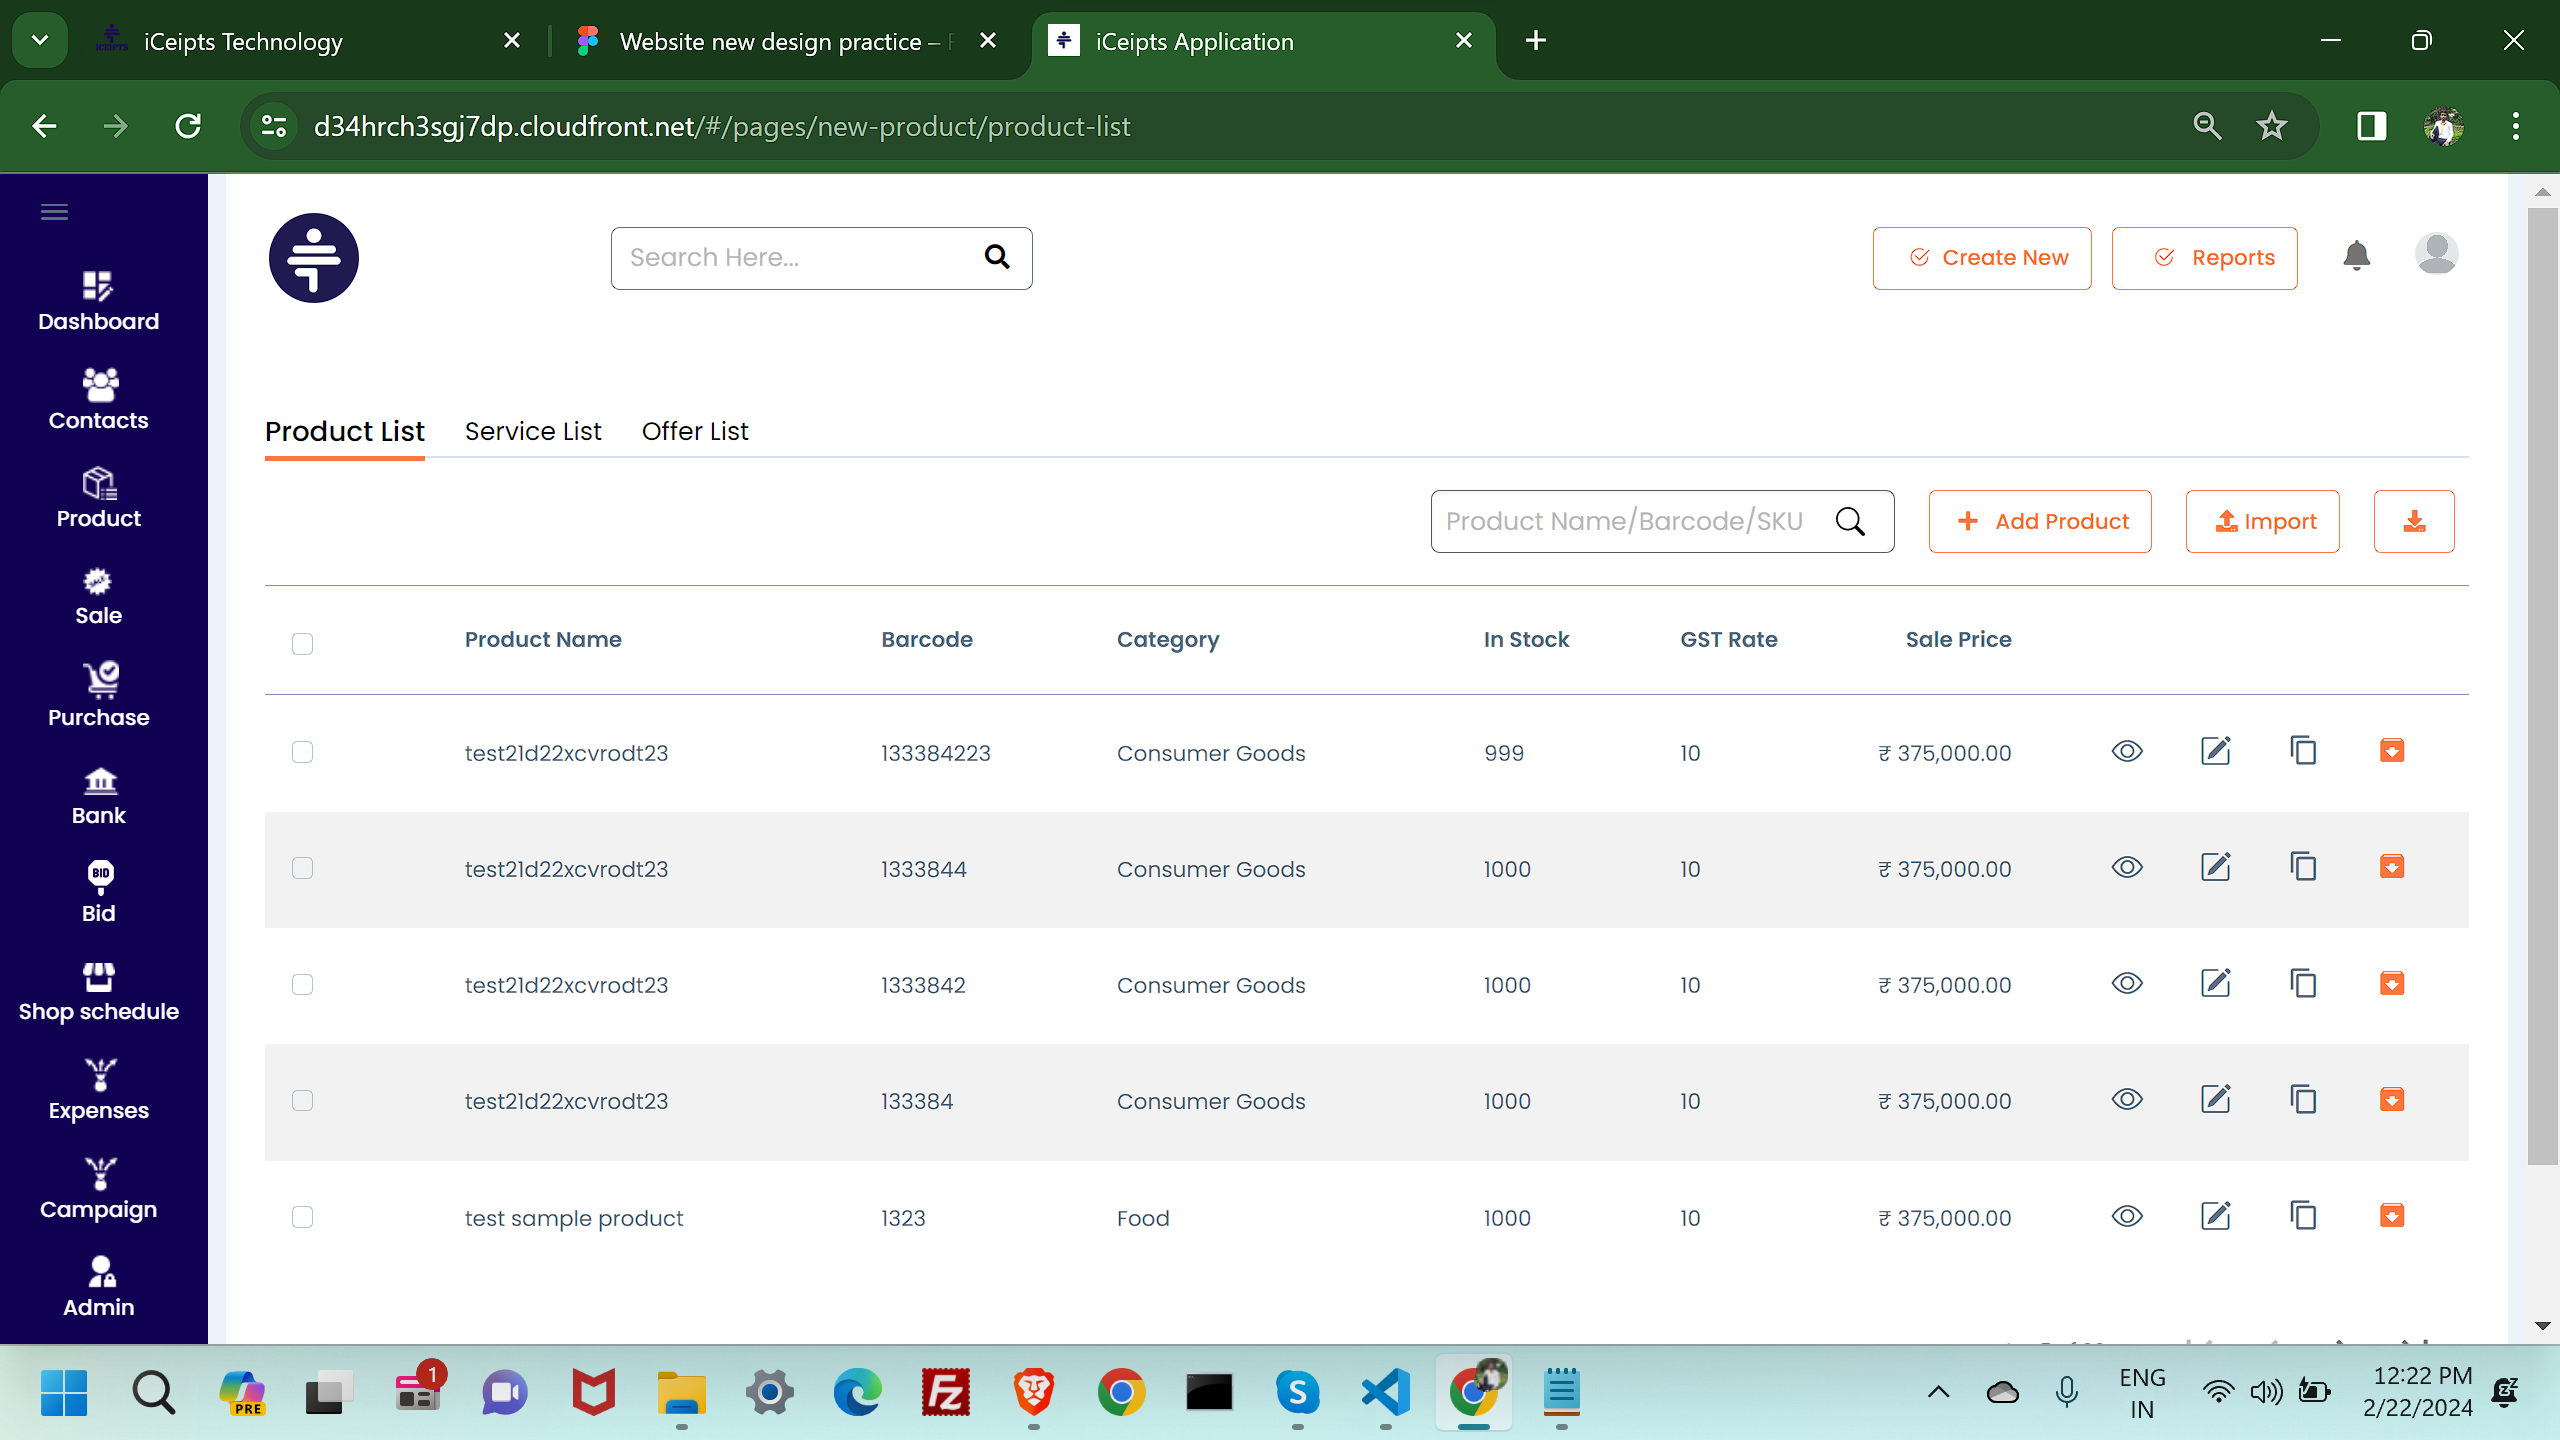 iCeipts Technology
Website new design practice –
iCeipts Application
d34hrch3sgj7dp.cloudfront.net/#/pages/new-product/product-list
Search Here...
Create New
Reports
Dashboard
Contacts
Product
Sale
Purchase
Bank
BID
Bid
Shop schedule
Expenses
Campaign
Admin
Product List Service List Offer List
Product Name/Barcode/SKU
Add Product
Import
Product Name Barcode Category In Stock GST Rate Sale Price
test21d22xcvrodt23 133384223 Consumer Goods 999 10 ₹ 375,000.00
test21d22xcvrodt23 1333844 Consumer Goods 1000 10 ₹ 375,000.00
test21d22xcvrodt23 1333842 Consumer Goods 1000 10 ₹ 375,000.00
test21d22xcvrodt23 133384 Consumer Goods 1000 10 ₹ 375,000.00
test sample product 1323 Food 1000 10 ₹ 375,000.00
PRE
1
ENG
IN
12:22 PM
2/22/2024